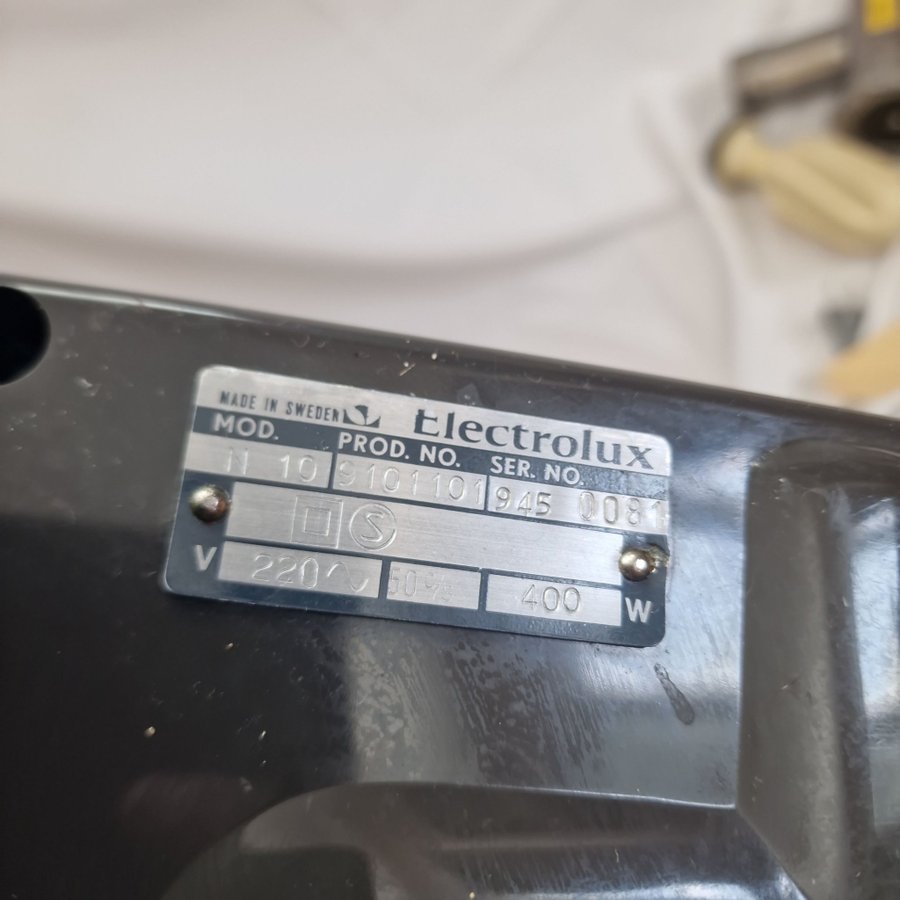 MADE IN SWEDEN Electrolux
MOD. PROD. NO. SER. NO.
N 10 9101101 945 0081
S
V 220~ 50% 400 W